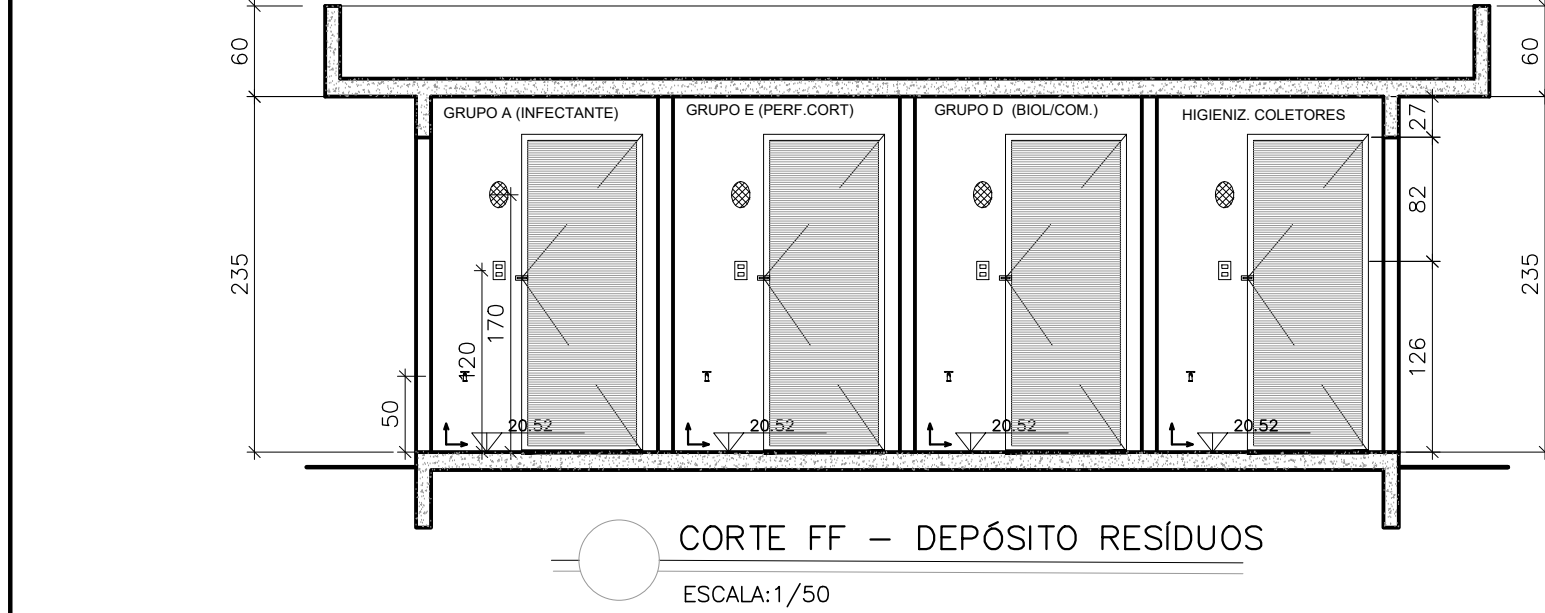 60
60
GRUPO A (INFECTANTE)
GRUPO E (PERF.CORT)
GRUPO D (BIOL/COM.)
HIGIENIZ. COLETORES
27
82
235
235
170
120
126
50
20.52
20.52
20.52
20.52
CORTE FF – DEPÓSITO RESÍDUOS
ESCALA:1/50